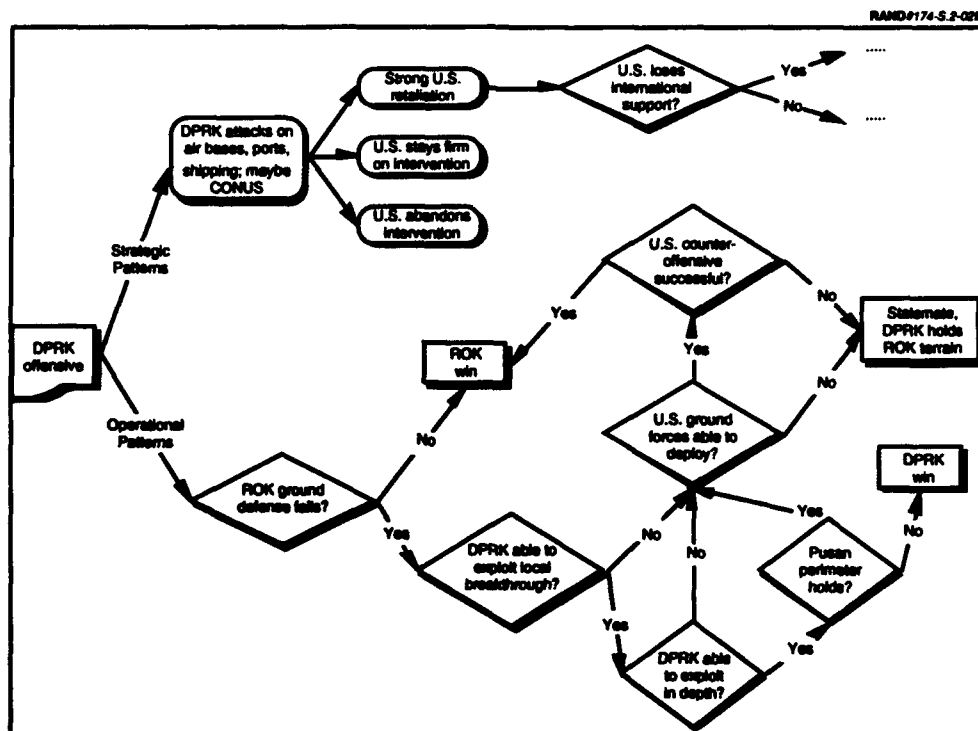 RAND#174-S.2-029
Strong U.S.
retaliation
U.S. loses
international
support?
Yes
.....
No
.....
DPRK attacks on
air bases, ports,
shipping; maybe
CONUS
U.S. stays firm
on intervention
U.S. abandons
intervention
Strategic
Patterns
DPRK
offensive
Operational
Patterns
U.S. counter-
offensive
successful?
Yes
No
ROK
win
Stalemate,
DPRK holds
ROK terrain
Yes
No
U.S. ground
forces able to
deploy?
No
ROK ground
defense fails?
DPRK
win
Yes
Yes
No
DPRK able to
exploit local
breakthrough?
No
No
Pusan
perimeter
holds?
Yes
Yes
DPRK able
to exploit
in depth?